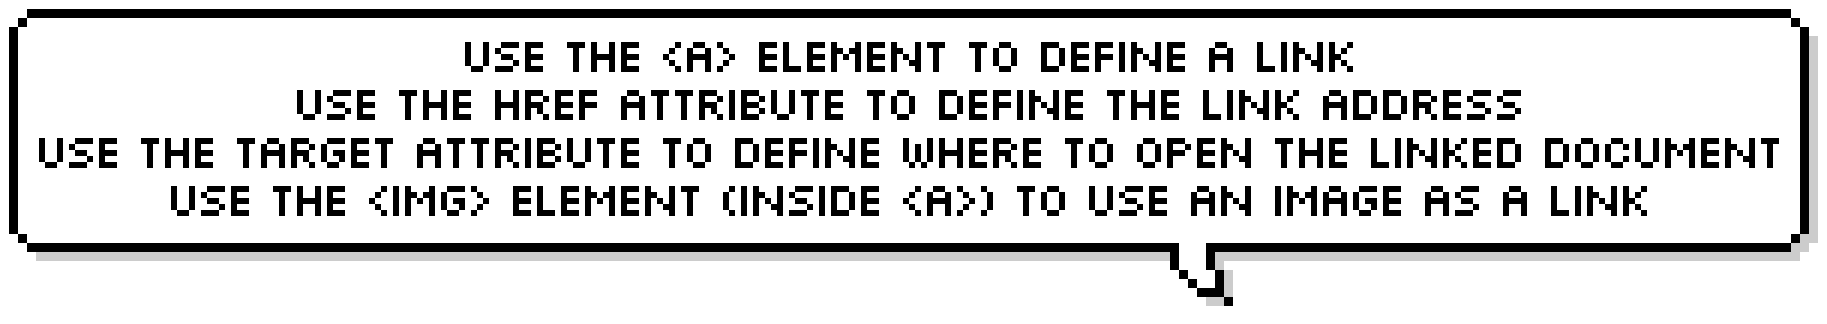 USE THE <A> ELEMENT TO DEFINE A LINK
USE THE HREF ATTRIBUTE TO DEFINE THE LINK ADDRESS
USE THE TARGET ATTRIBUTE TO DEFINE WHERE TO OPEN THE LINKED DOCUMENT
USE THE <IMG> ELEMENT (INSIDE <A>) TO USE AN IMAGE AS A LINK